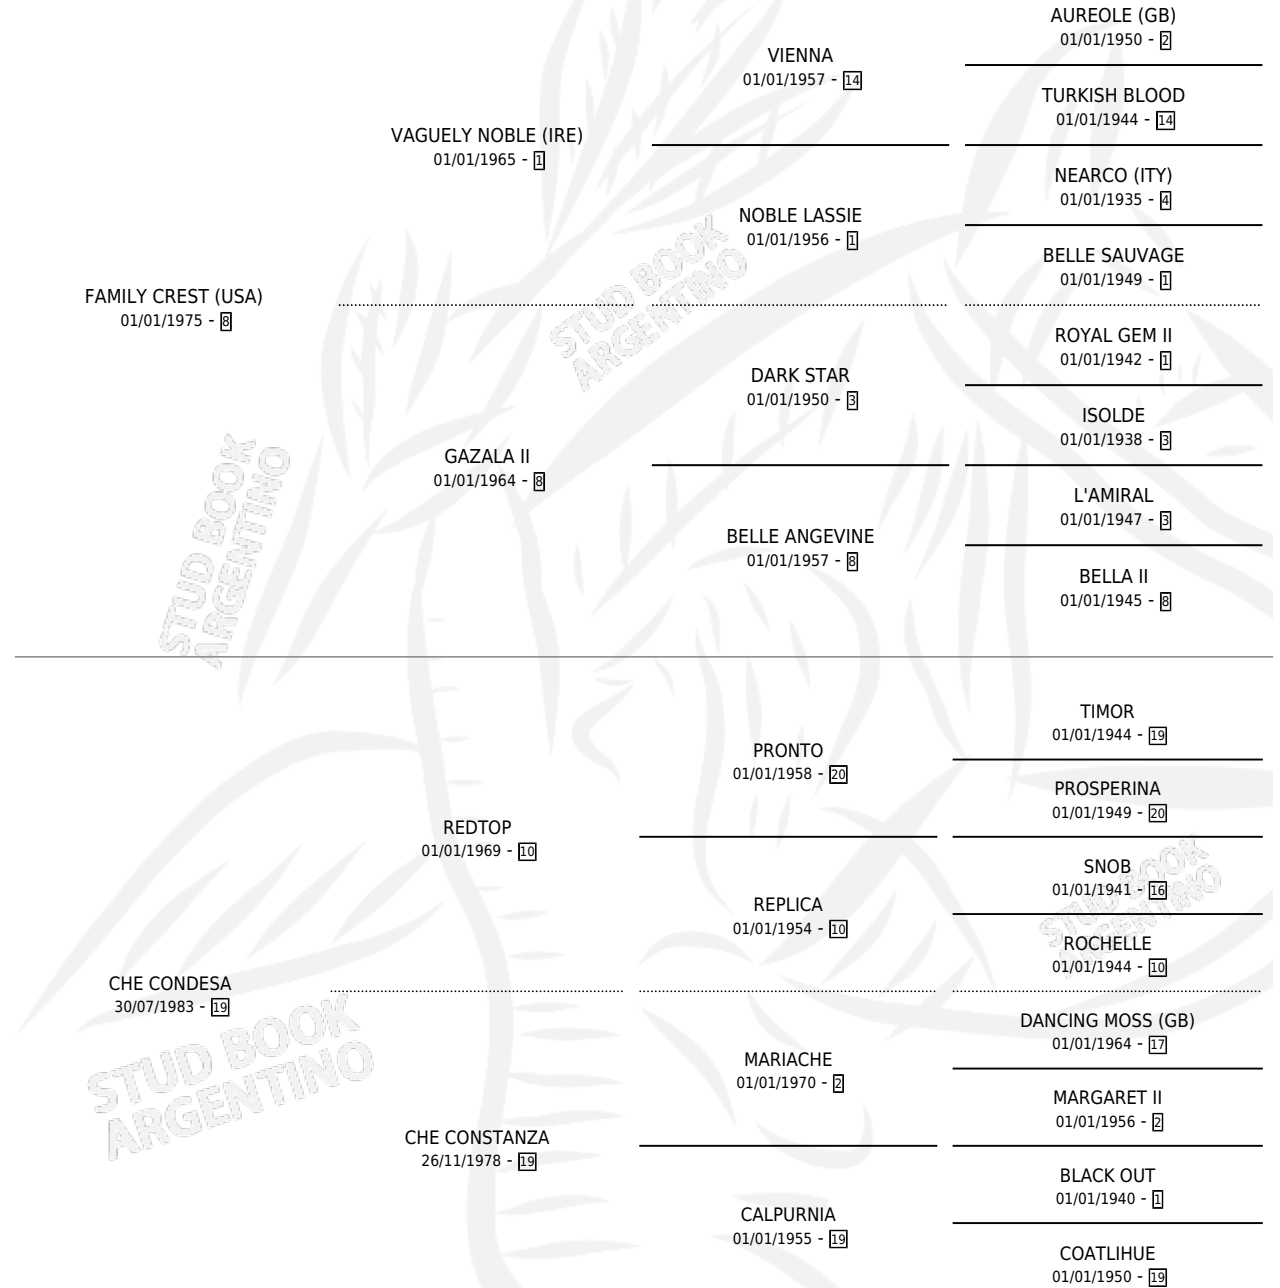 AUREOLE (GB)
01/01/1950 - 2
VIENNA
01/01/1957 - 14
TURKISH BLOOD
01/01/1944 - 14
VAGUELY NOBLE (IRE)
01/01/1965 - 1
NEARCO (ITY)
01/01/1935 - 4
NOBLE LASSIE
01/01/1956 - 1
BELLE SAUVAGE
01/01/1949 - 1
FAMILY CREST (USA)
01/01/1975 - 8
ROYAL GEM II
01/01/1942 - 1
DARK STAR
01/01/1950 - 3
ISOLDE
01/01/1938 - 3
GAZALA II
01/01/1964 - 8
L'AMIRAL
01/01/1947 - 3
BELLE ANGEVINE
01/01/1957 - 8
BELLA II
01/01/1945 - 8
TIMOR
01/01/1944 - 19
PRONTO
01/01/1958 - 20
PROSPERINA
01/01/1949 - 20
REDTOP
01/01/1969 - 10
SNOB
01/01/1941 - 16
REPLICA
01/01/1954 - 10
ROCHELLE
01/01/1944 - 10
CHE CONDESA
30/07/1983 - 19
DANCING MOSS (GB)
01/01/1964 - 17
MARIACHE
01/01/1970 - 2
MARGARET II
01/01/1956 - 2
CHE CONSTANZA
26/11/1978 - 19
BLACK OUT
01/01/1940 - 1
CALPURNIA
01/01/1955 - 19
COATLIHUE
01/01/1950 - 19
STUD BOOK
ARGENTINO
STUD BOOK
ARGENTINO
STUD BOOK
ARGENTINO
STUD BOOK
ARGENTINO